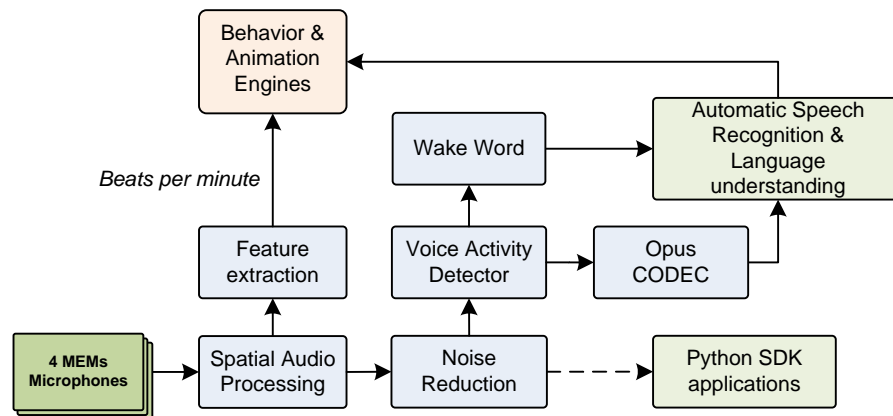 Behavior &
Animation
Engines
Automatic Speech
Recognition &
Language
understanding
Wake Word
Beats per minute
Feature
extraction
Voice Activity
Detector
Opus
CODEC
4 MEMs
Microphones
Spatial Audio
Processing
Noise
Reduction
Python SDK
applications